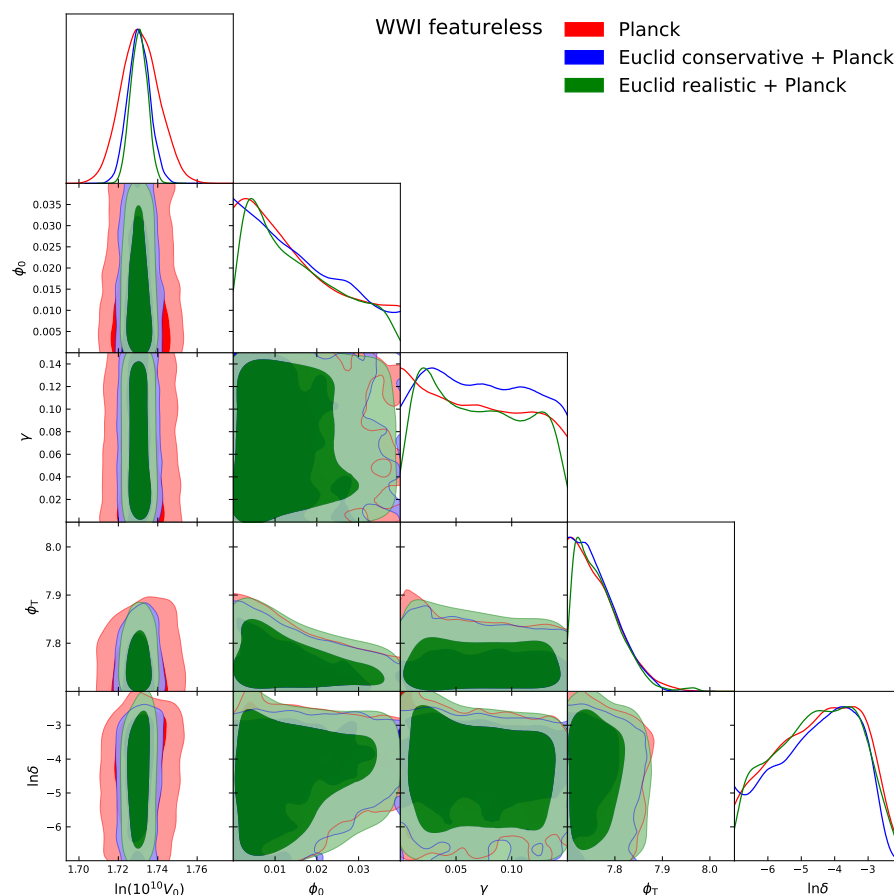 WWI featureless
Planck
Euclid conservative + Planck
Euclid realistic + Planck
0.035
0.030
0.025
0.020
0.015
0.010
0.005
ϕ₀
0.14
0.12
0.10
0.08
0.06
0.04
0.02
γ
8.0
7.9
7.8
ϕ_T
−3
−4
−5
−6
lnδ
1.70 1.72 1.74 1.76
0.01 0.02 0.03
0.05 0.10
7.8 7.9 8.0
−6 −5 −4 −3
ln(10¹⁰V₀)
ϕ₀
γ
ϕ_T
lnδ